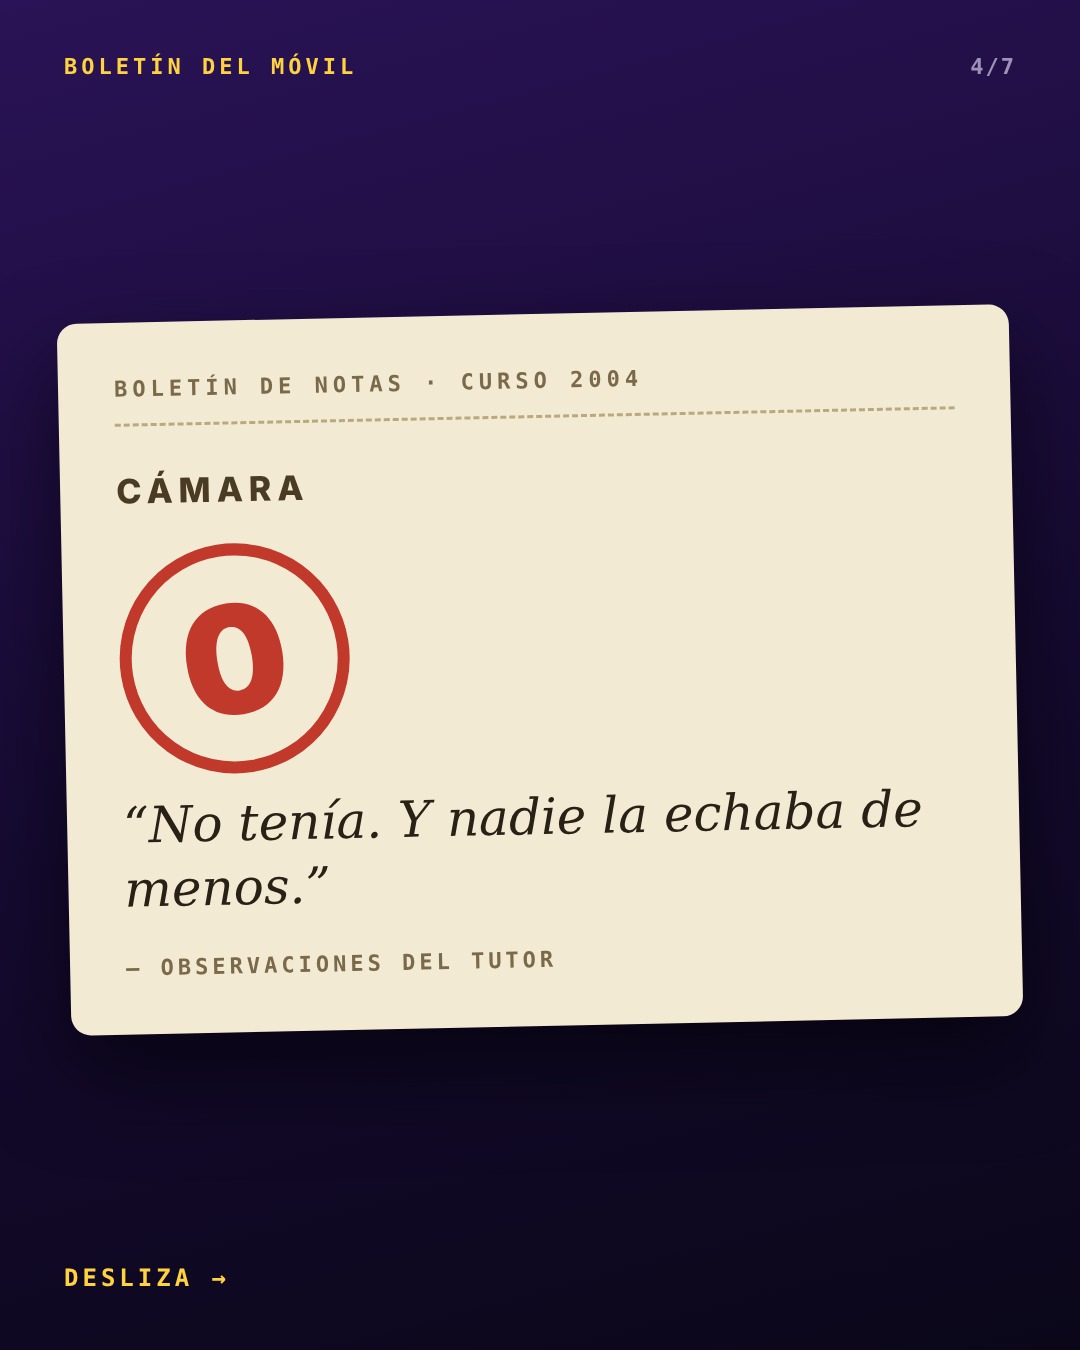 BOLETÍN DEL MÓVIL
4/7
BOLETÍN DE NOTAS · CURSO 2004
CÁMARA
0
“No tenía. Y nadie la echaba de
menos.”
— OBSERVACIONES DEL TUTOR
DESLIZA →